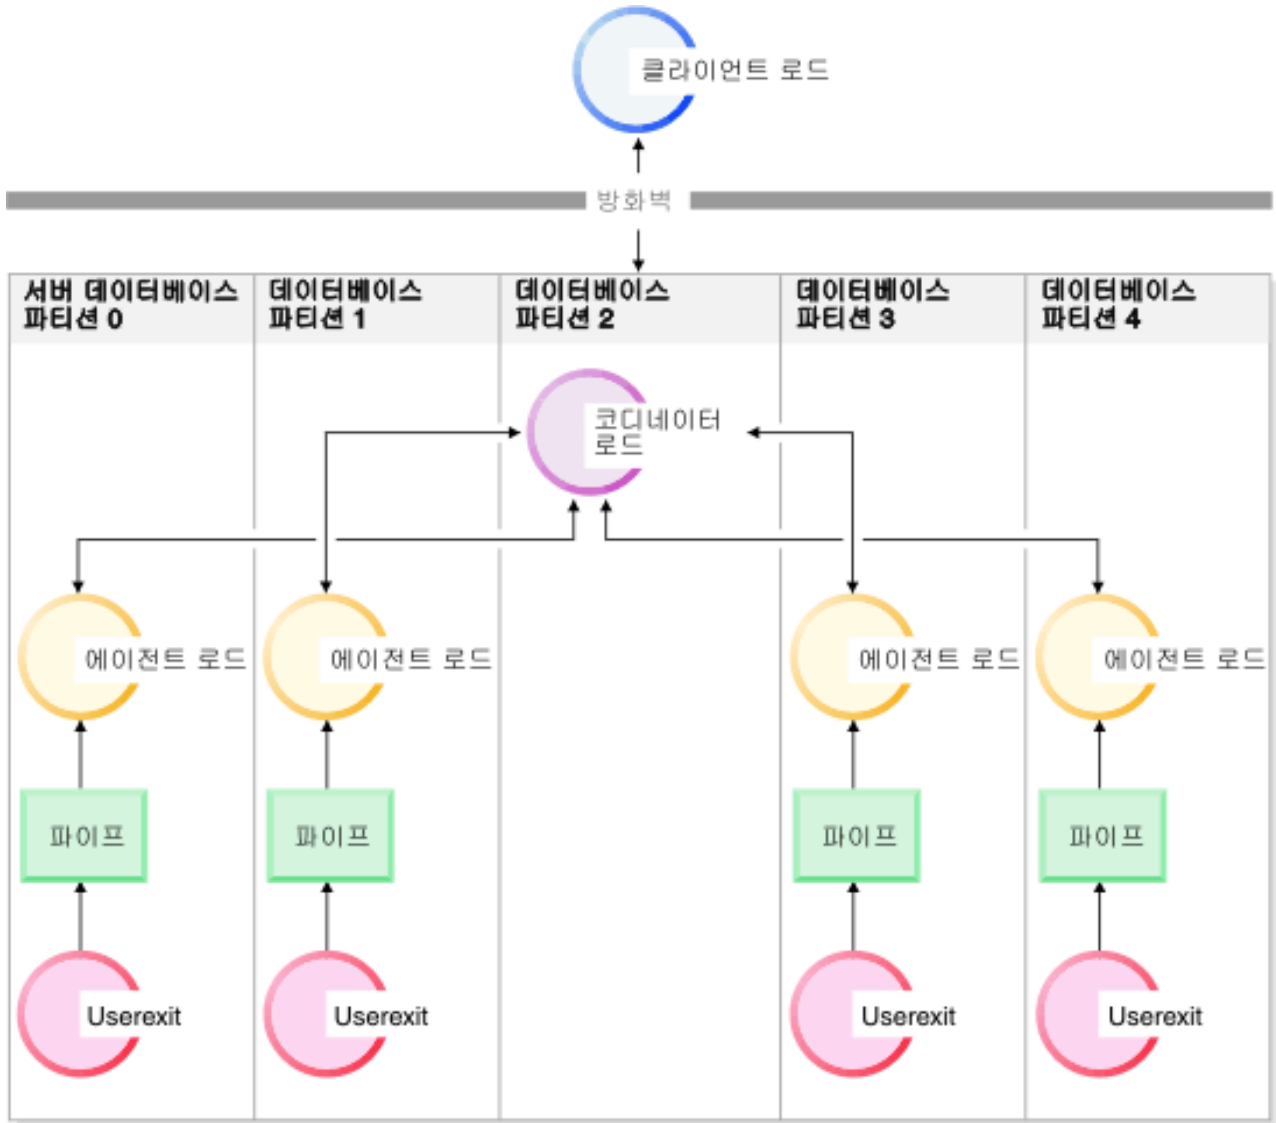 클라이언트 로드
방화벽
서버 데이터베이스
파티션 0
데이터베이스
파티션 1
데이터베이스
파티션 2
데이터베이스
파티션 3
데이터베이스
파티션 4
코디네이터
로드
에이전트 로드
에이전트 로드
에이전트 로드
에이전트 로드
파이프
파이프
파이프
파이프
Userexit
Userexit
Userexit
Userexit